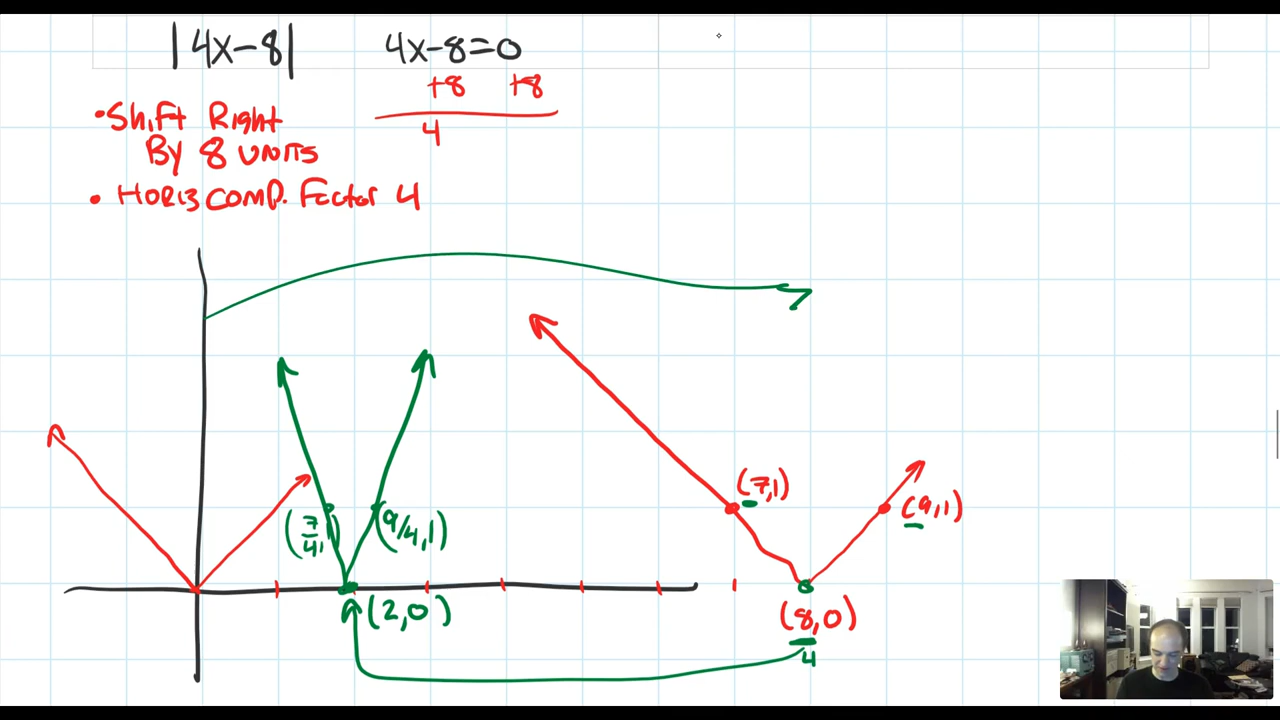 |4x-8|
4x-8=0
+8 +8
4
• Shift Right
By 8 UNITS
• HORIZ COMP. Factor 4
(7/4, 1)
(9/4, 1)
(7,1)
(9,1)
(2,0)
(8,0)
4